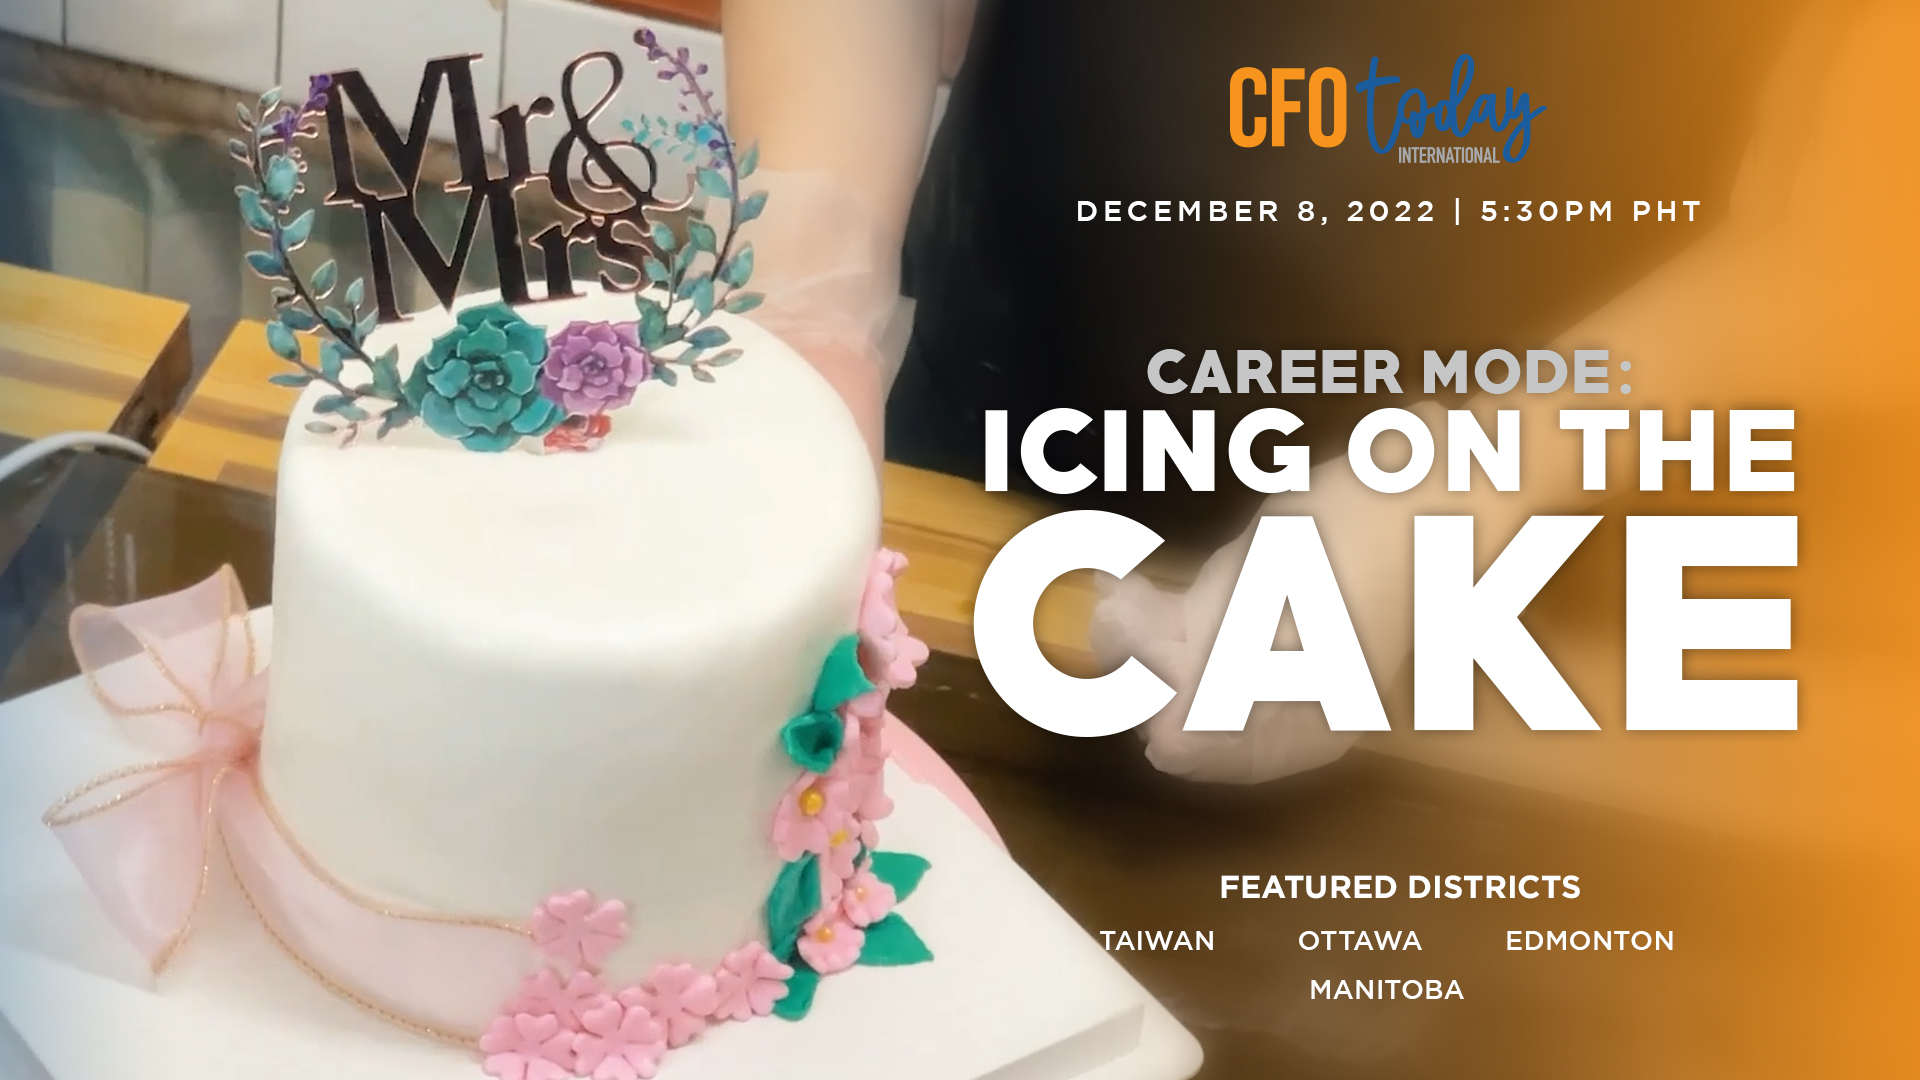 Mr &
Mrs
CFO today
INTERNATIONAL
DECEMBER 8, 2022 | 5:30PM PHT
CAREER MODE:
ICING ON THE
CAKE
FEATURED DISTRICTS
TAIWAN OTTAWA EDMONTON
MANITOBA